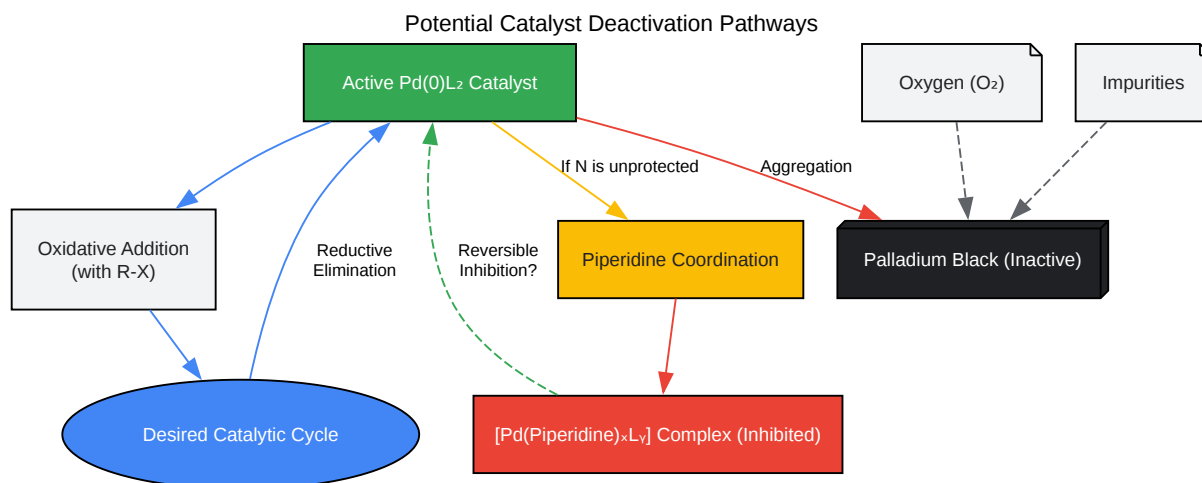 Potential Catalyst Deactivation Pathways
Active Pd(0)L₂ Catalyst
Oxygen (O₂)
Impurities
If N is unprotected
Aggregation
Oxidative Addition
(with R-X)
Reductive
Elimination
Reversible
Inhibition?
Piperidine Coordination
Palladium Black (Inactive)
Desired Catalytic Cycle
[Pd(Piperidine)ₓLᵧ] Complex (Inhibited)